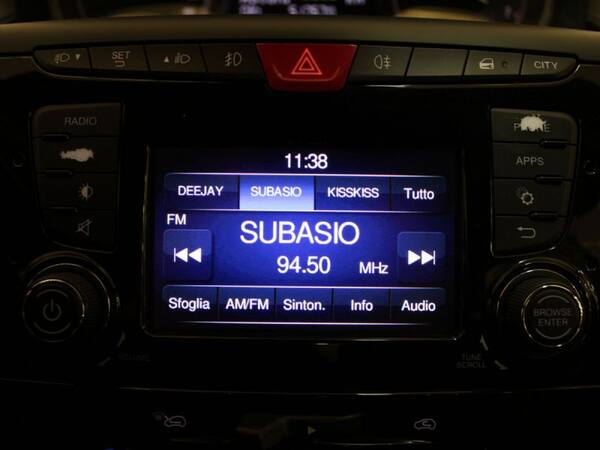 SET
CITY
RADIO
11:38
APPS
DEEJAY SUBASIO KISSKISS Tutto
FM
SUBASIO
94.50 MHz
Sfoglia AM/FM Sinton. Info Audio
BROWSE
ENTER
VOLUME
TUNE
SCROLL